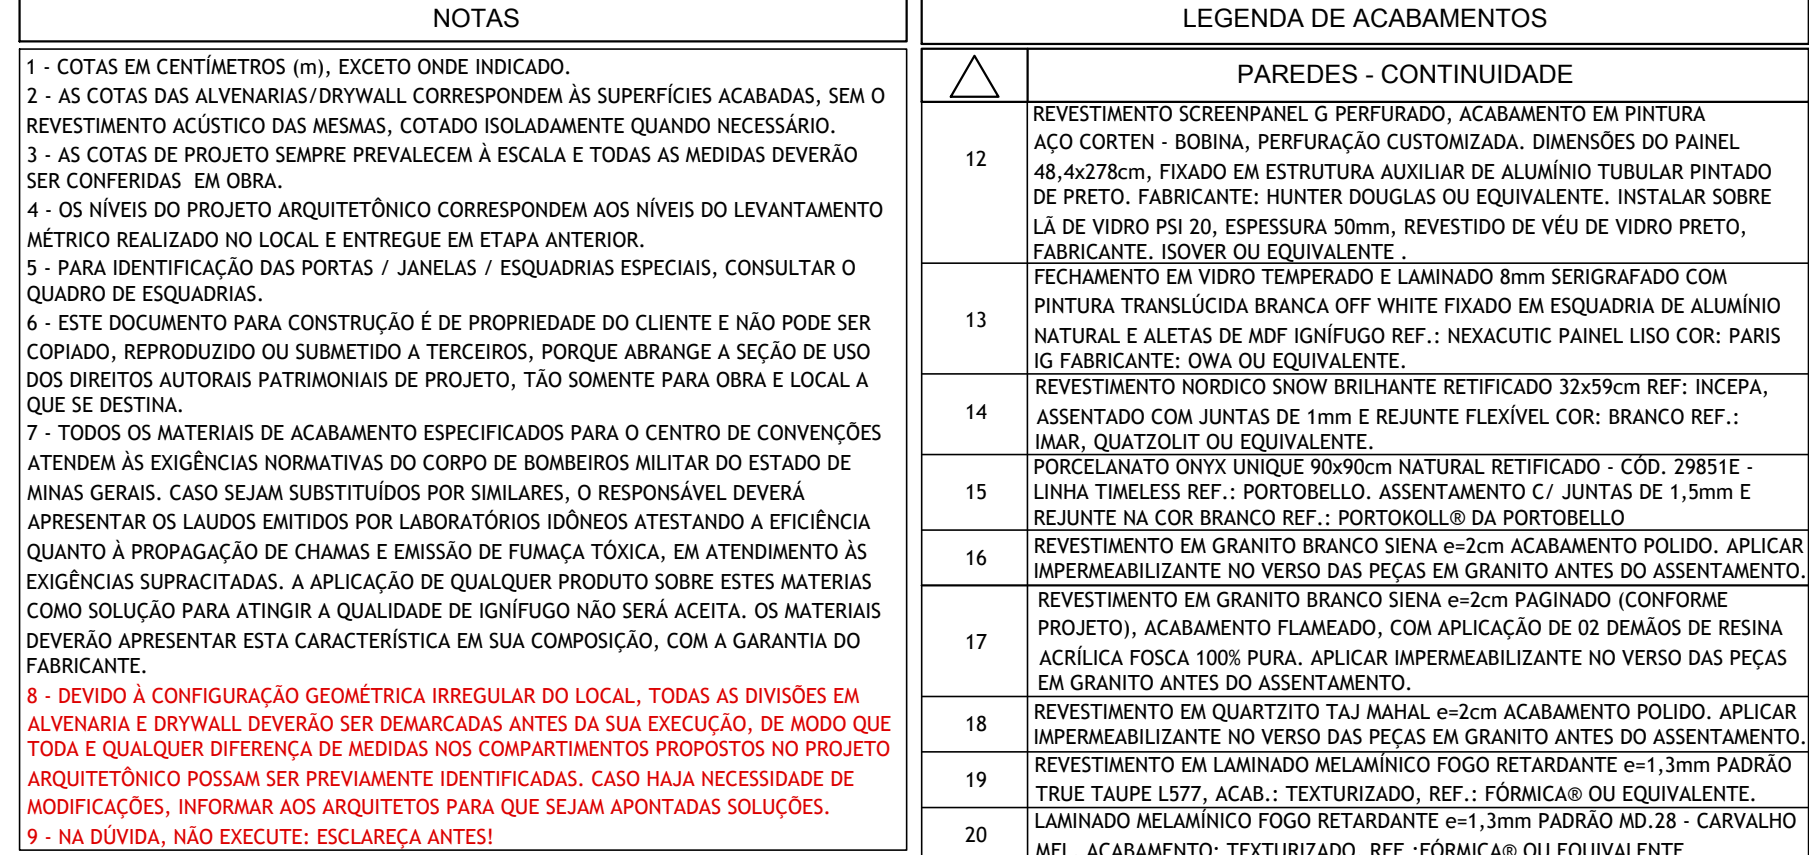 NOTAS
1 - COTAS EM CENTÍMETROS (m), EXCETO ONDE INDICADO.
2 - AS COTAS DAS ALVENARIAS/DRYWALL CORRESPONDEM ÀS SUPERFÍCIES ACABADAS, SEM O
REVESTIMENTO ACÚSTICO DAS MESMAS, COTADO ISOLADAMENTE QUANDO NECESSÁRIO.
3 - AS COTAS DE PROJETO SEMPRE PREVALECEM À ESCALA E TODAS AS MEDIDAS DEVERÃO
SER CONFERIDAS EM OBRA.
4 - OS NÍVEIS DO PROJETO ARQUITETÔNICO CORRESPONDEM AOS NÍVEIS DO LEVANTAMENTO
MÉTRICO REALIZADO NO LOCAL E ENTREGUE EM ETAPA ANTERIOR.
5 - PARA IDENTIFICAÇÃO DAS PORTAS / JANELAS / ESQUADRIAS ESPECIAIS, CONSULTAR O
QUADRO DE ESQUADRIAS.
6 - ESTE DOCUMENTO PARA CONSTRUÇÃO É DE PROPRIEDADE DO CLIENTE E NÃO PODE SER
COPIADO, REPRODUZIDO OU SUBMETIDO A TERCEIROS, PORQUE ABRANGE A SEÇÃO DE USO
DOS DIREITOS AUTORAIS PATRIMONIAIS DE PROJETO, TÃO SOMENTE PARA OBRA E LOCAL A
QUE SE DESTINA.
7 - TODOS OS MATERIAIS DE ACABAMENTO ESPECIFICADOS PARA O CENTRO DE CONVENÇÕES
ATENDEM ÀS EXIGÊNCIAS NORMATIVAS DO CORPO DE BOMBEIROS MILITAR DO ESTADO DE
MINAS GERAIS. CASO SEJAM SUBSTITUÍDOS POR SIMILARES, O RESPONSÁVEL DEVERÁ
APRESENTAR OS LAUDOS EMITIDOS POR LABORATÓRIOS IDÔNEOS ATESTANDO A EFICIÊNCIA
QUANTO À PROPAGAÇÃO DE CHAMAS E EMISSÃO DE FUMAÇA TÓXICA, EM ATENDIMENTO ÀS
EXIGÊNCIAS SUPRACITADAS. A APLICAÇÃO DE QUALQUER PRODUTO SOBRE ESTES MATERIAS
COMO SOLUÇÃO PARA ATINGIR A QUALIDADE DE IGNÍFUGO NÃO SERÁ ACEITA. OS MATERIAIS
DEVERÃO APRESENTAR ESTA CARACTERÍSTICA EM SUA COMPOSIÇÃO, COM A GARANTIA DO
FABRICANTE.
8 - DEVIDO À CONFIGURAÇÃO GEOMÉTRICA IRREGULAR DO LOCAL, TODAS AS DIVISÕES EM
ALVENARIA E DRYWALL DEVERÃO SER DEMARCADAS ANTES DA SUA EXECUÇÃO, DE MODO QUE
TODA E QUALQUER DIFERENÇA DE MEDIDAS NOS COMPARTIMENTOS PROPOSTOS NO PROJETO
ARQUITETÔNICO POSSAM SER PREVIAMENTE IDENTIFICADAS. CASO HAJA NECESSIDADE DE
MODIFICAÇÕES, INFORMAR AOS ARQUITETOS PARA QUE SEJAM APONTADAS SOLUÇÕES.
9 - NA DÚVIDA, NÃO EXECUTE: ESCLAREÇA ANTES!
LEGENDA DE ACABAMENTOS
PAREDES - CONTINUIDADE
12
REVESTIMENTO SCREENPANEL G PERFURADO, ACABAMENTO EM PINTURA
AÇO CORTEN - BOBINA, PERFURAÇÃO CUSTOMIZADA. DIMENSÕES DO PAINEL
48,4x278cm, FIXADO EM ESTRUTURA AUXILIAR DE ALUMÍNIO TUBULAR PINTADO
DE PRETO. FABRICANTE: HUNTER DOUGLAS OU EQUIVALENTE. INSTALAR SOBRE
LÃ DE VIDRO PSI 20, ESPESSURA 50mm, REVESTIDO DE VÉU DE VIDRO PRETO,
FABRICANTE. ISOVER OU EQUIVALENTE .
13
FECHAMENTO EM VIDRO TEMPERADO E LAMINADO 8mm SERIGRAFADO COM
PINTURA TRANSLÚCIDA BRANCA OFF WHITE FIXADO EM ESQUADRIA DE ALUMÍNIO
NATURAL E ALETAS DE MDF IGNÍFUGO REF.: NEXACUTIC PAINEL LISO COR: PARIS
IG FABRICANTE: OWA OU EQUIVALENTE.
14
REVESTIMENTO NORDICO SNOW BRILHANTE RETIFICADO 32x59cm REF: INCEPA,
ASSENTADO COM JUNTAS DE 1mm E REJUNTE FLEXÍVEL COR: BRANCO REF.:
IMAR, QUATZOLIT OU EQUIVALENTE.
15
PORCELANATO ONYX UNIQUE 90x90cm NATURAL RETIFICADO - CÓD. 29851E -
LINHA TIMELESS REF.: PORTOBELLO. ASSENTAMENTO C/ JUNTAS DE 1,5mm E
REJUNTE NA COR BRANCO REF.: PORTOKOLL® DA PORTOBELLO
16
REVESTIMENTO EM GRANITO BRANCO SIENA e=2cm ACABAMENTO POLIDO. APLICAR
IMPERMEABILIZANTE NO VERSO DAS PEÇAS EM GRANITO ANTES DO ASSENTAMENTO.
17
REVESTIMENTO EM GRANITO BRANCO SIENA e=2cm PAGINADO (CONFORME
PROJETO), ACABAMENTO FLAMEADO, COM APLICAÇÃO DE 02 DEMÃOS DE RESINA
ACRÍLICA FOSCA 100% PURA. APLICAR IMPERMEABILIZANTE NO VERSO DAS PEÇAS
EM GRANITO ANTES DO ASSENTAMENTO.
18
REVESTIMENTO EM QUARTZITO TAJ MAHAL e=2cm ACABAMENTO POLIDO. APLICAR
IMPERMEABILIZANTE NO VERSO DAS PEÇAS EM GRANITO ANTES DO ASSENTAMENTO.
19
REVESTIMENTO EM LAMINADO MELAMÍNICO FOGO RETARDANTE e=1,3mm PADRÃO
TRUE TAUPE L577, ACAB.: TEXTURIZADO, REF.: FÓRMICA® OU EQUIVALENTE.
20
LAMINADO MELAMÍNICO FOGO RETARDANTE e=1,3mm PADRÃO MD.28 - CARVALHO
MEL, ACABAMENTO: TEXTURIZADO, REF.:FÓRMICA® OU EQUIVALENTE